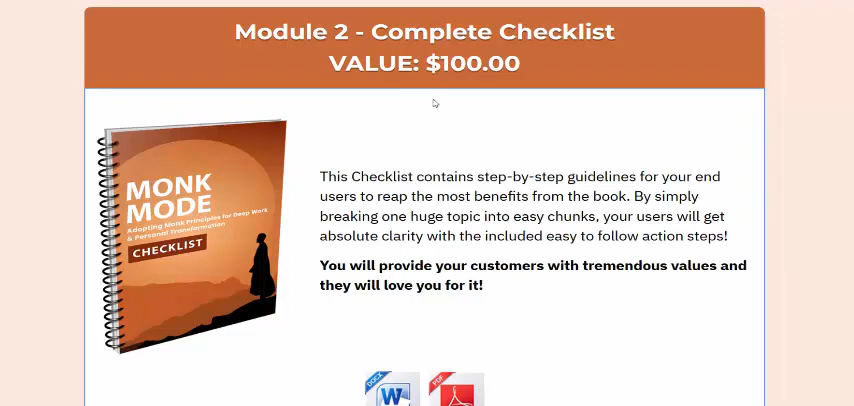 Module 2 - Complete Checklist
VALUE: $100.00
MONK
MODE
Adopting Monk Principles for Deep Work
& Personal Transformation
CHECKLIST
This Checklist contains step-by-step guidelines for your end
users to reap the most benefits from the book. By simply
breaking one huge topic into easy chunks, your users will get
absolute clarity with the included easy to follow action steps!
You will provide your customers with tremendous values and
they will love you for it!
DOCX
W
PDF